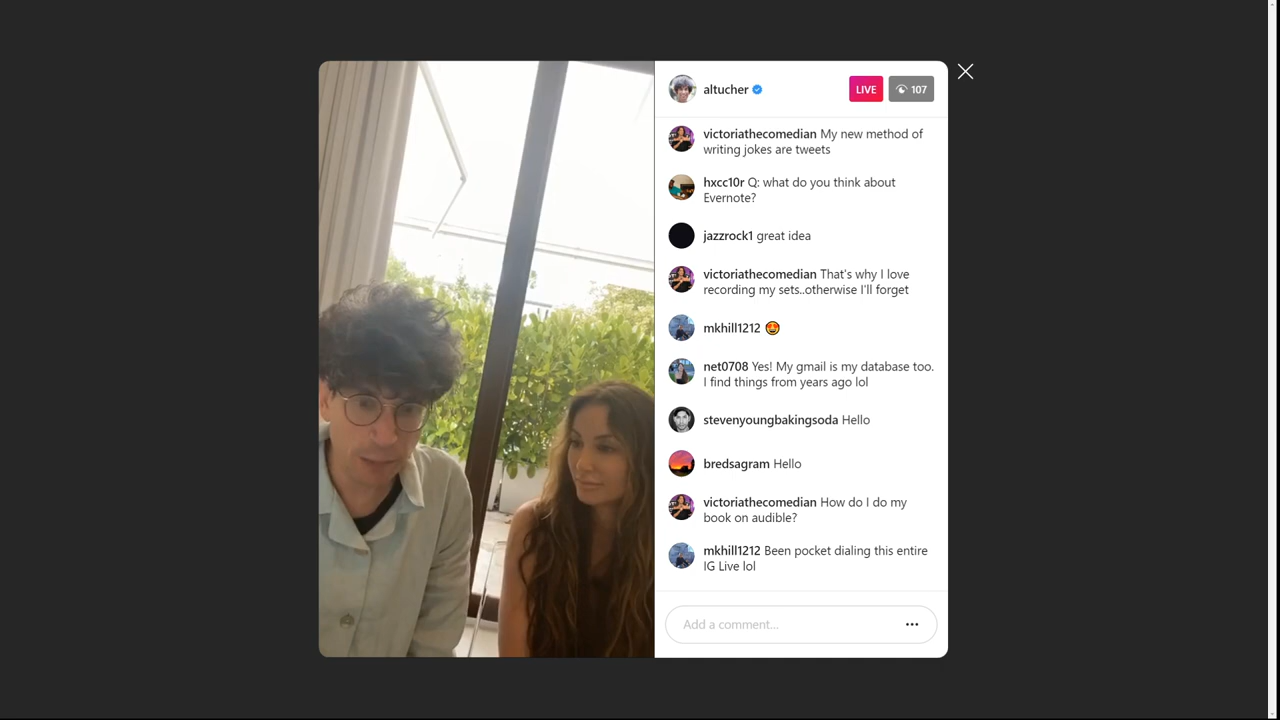 altucher
LIVE
107
victoriathecomedian My new method of
writing jokes are tweets
hxcc10r Q: what do you think about
Evernote?
jazzrock1 great idea
victoriathecomedian That's why I love
recording my sets..otherwise I'll forget
mkhill1212 🤩
net0708 Yes! My gmail is my database too.
I find things from years ago lol
stevenyoungbakingsoda Hello
bredsagram Hello
victoriathecomedian How do I do my
book on audible?
mkhill1212 Been pocket dialing this entire
IG Live lol
Add a comment...